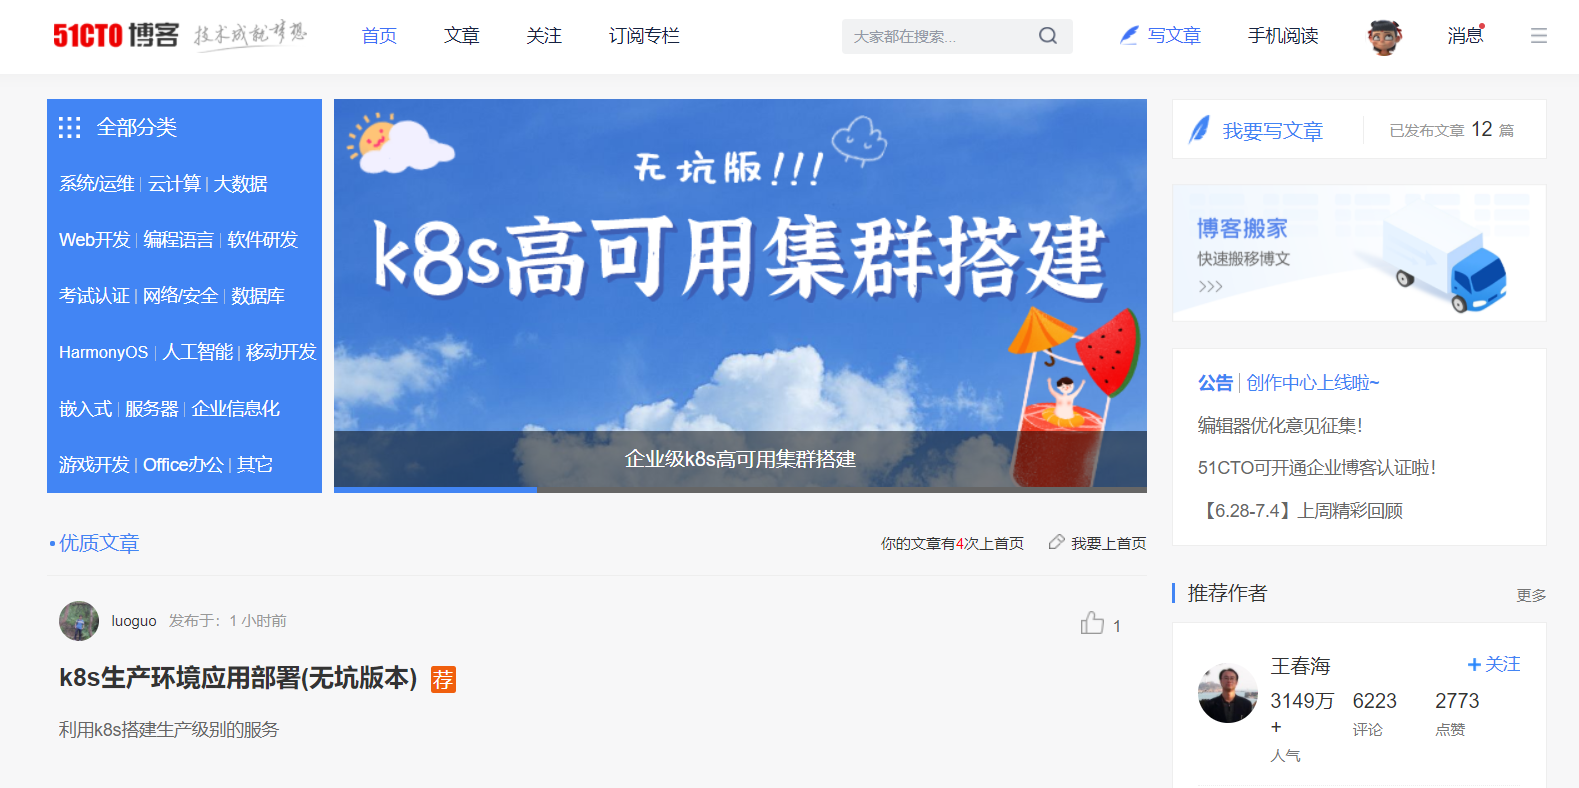 51CTO 博客 技术成就梦想 首页 文章 关注 订阅专栏 大家都在搜索... 写文章 手机阅读 消息
全部分类
系统/运维 | 云计算 | 大数据
Web开发 | 编程语言 | 软件研发
考试认证 | 网络/安全 | 数据库
HarmonyOS | 人工智能 | 移动开发
嵌入式 | 服务器 | 企业信息化
游戏开发 | Office办公 | 其它
无坑版!!!
k8s高可用集群搭建
企业级k8s高可用集群搭建
我要写文章 已发布文章 12 篇
博客搬家
快速搬移博文
>>>
公告 | 创作中心上线啦~
编辑器优化意见征集!
51CTO可开通企业博客认证啦!
【6.28-7.4】上周精彩回顾
优质文章 你的文章有4次上首页 我要上首页
luoguo 发布于：1 小时前 1
k8s生产环境应用部署(无坑版本) 荐
利用k8s搭建生产级别的服务
推荐作者 更多
王春海 +关注
3149万+ 6223 2773
人气 评论 点赞